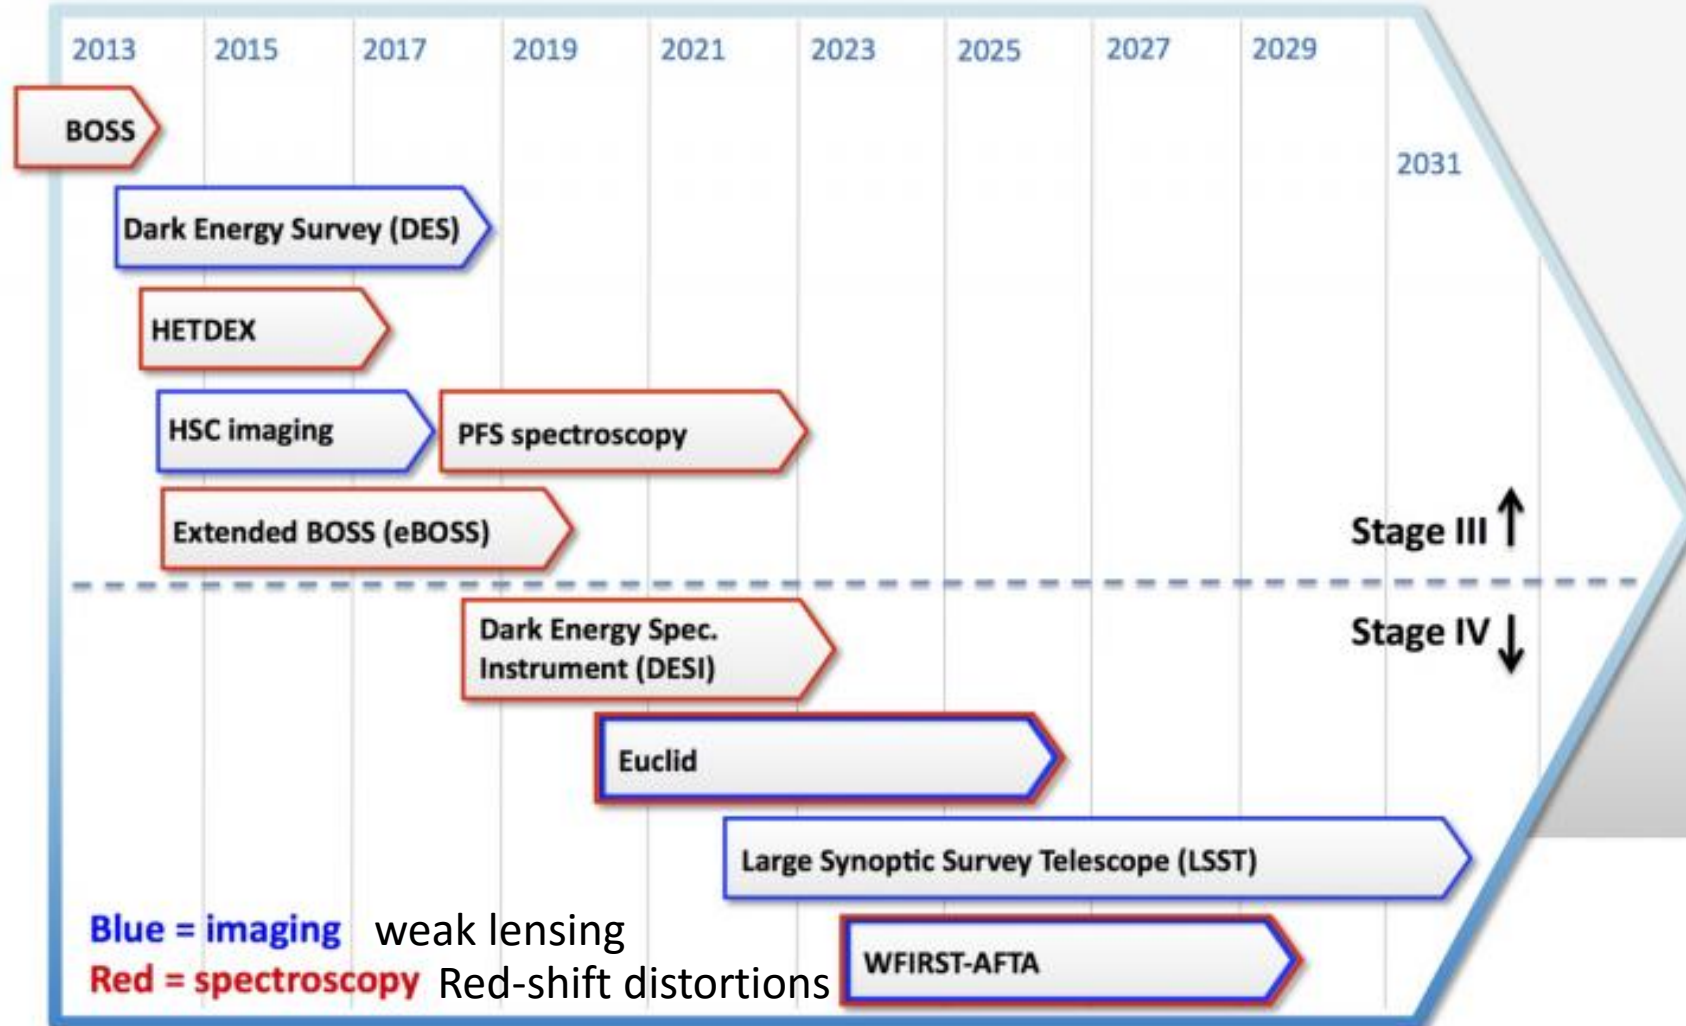 2013 2015 2017 2019 2021 2023 2025 2027 2029
BOSS
2031
Dark Energy Survey (DES)
HETDEX
HSC imaging PFS spectroscopy
Extended BOSS (eBOSS) Stage III ↑
Dark Energy Spec.
Instrument (DESI)
Stage IV ↓
Euclid
Large Synoptic Survey Telescope (LSST)
Blue = imaging weak lensing
WFIRST-AFTA
Red = spectroscopy Red-shift distortions